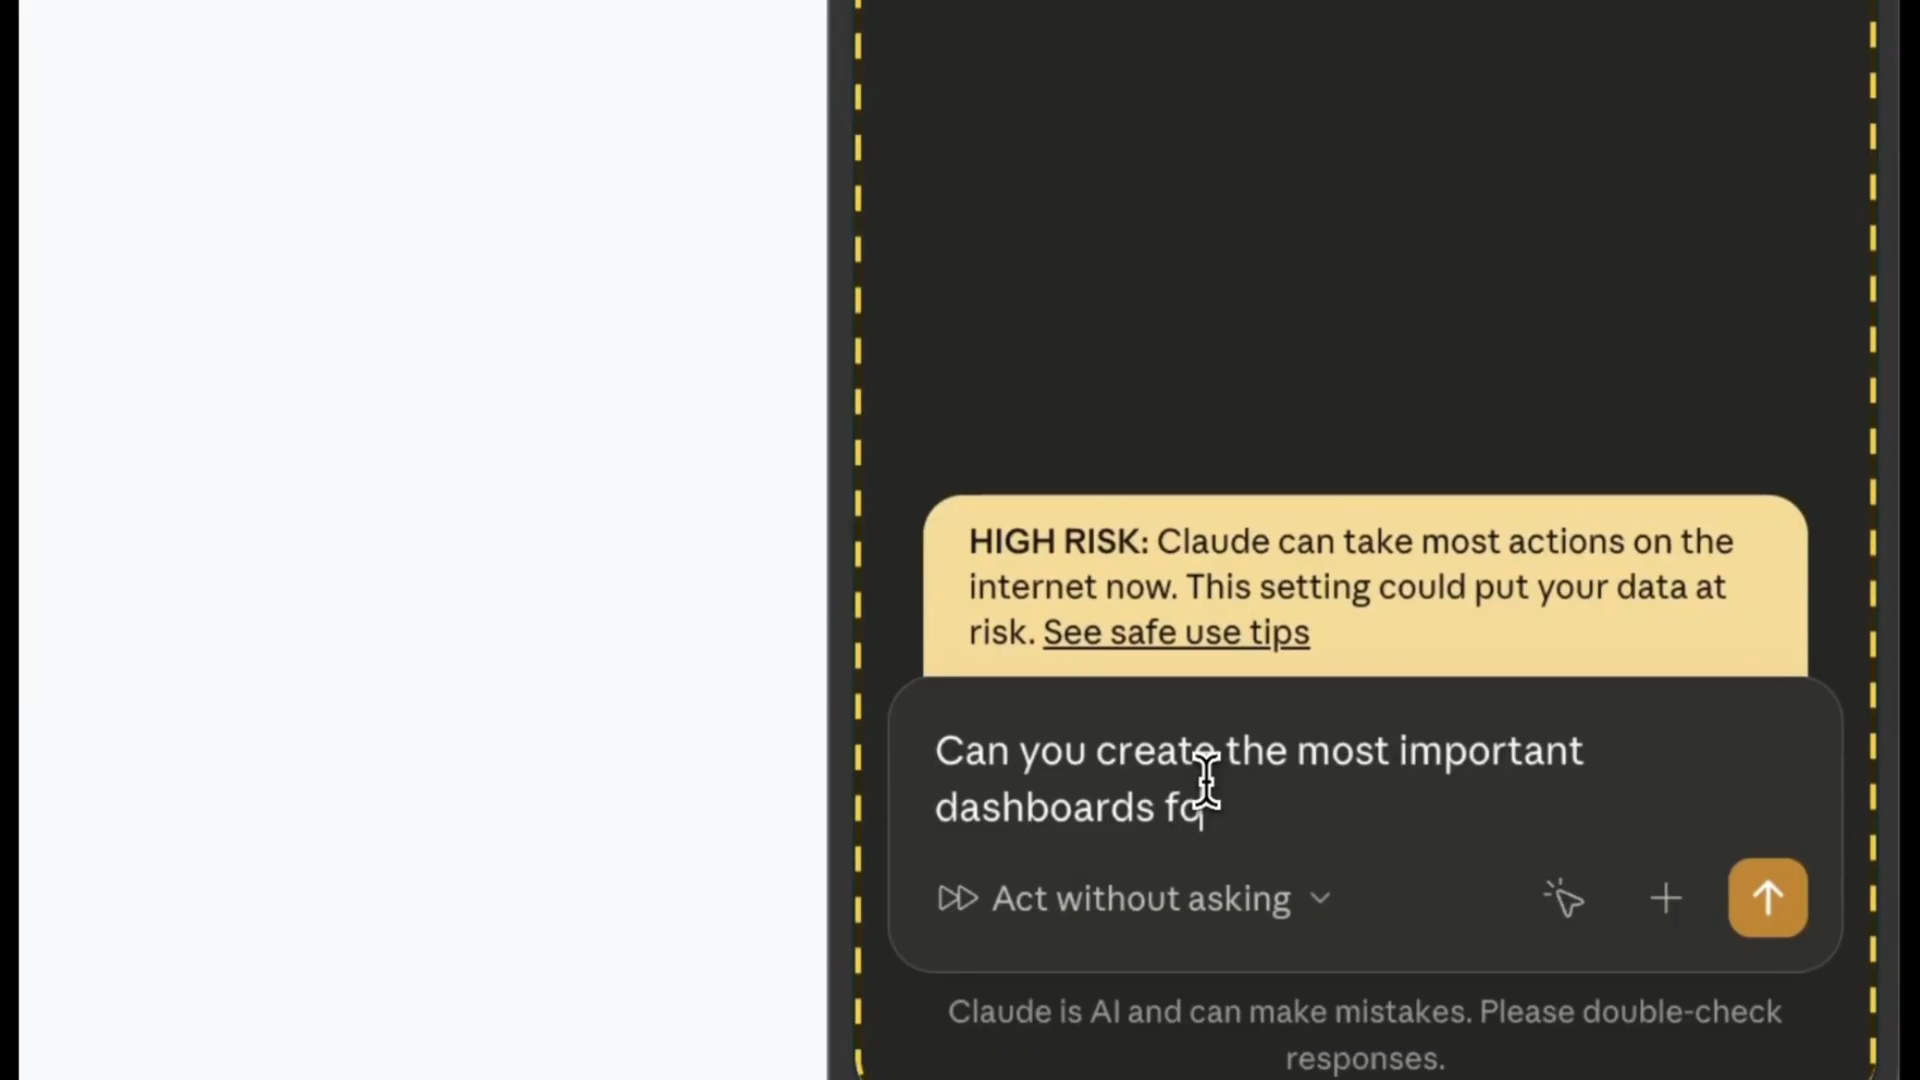 HIGH RISK: Claude can take most actions on the
internet now. This setting could put your data at
risk. See safe use tips
Can you create the most important
dashboards fo
Act without asking
Claude is AI and can make mistakes. Please double-check
responses.